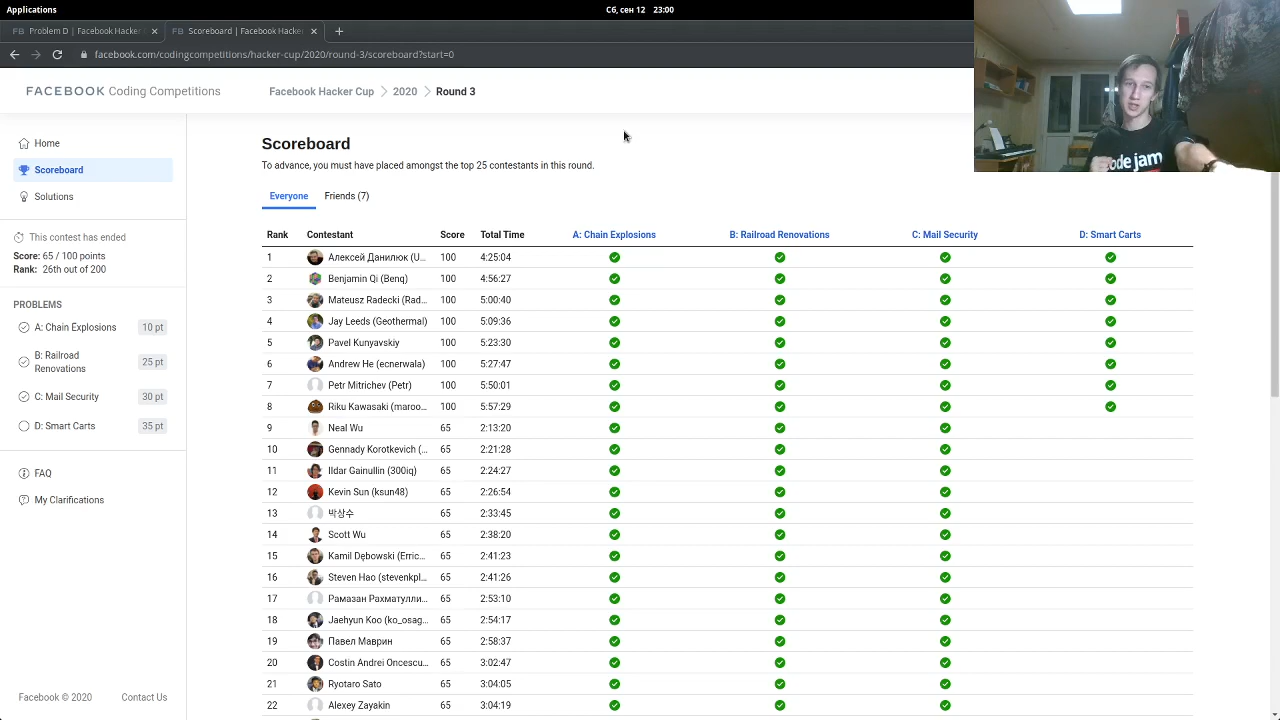 Applications
Сб, сен 12 23:00
Problem D | Facebook Hacker
Scoreboard | Facebook Hacker
facebook.com/codingcompetitions/hacker-cup/2020/round-3/scoreboard?start=0
FACEBOOK Coding Competitions
Facebook Hacker Cup
2020
Round 3
Home
Scoreboard
Solutions
This contest has ended
Score: 65 / 100 points
Rank: 26th out of 200
PROBLEMS
A: Chain Explosions 10 pt
B: Railroad
Renovations 25 pt
C: Mail Security 30 pt
D: Smart Carts 35 pt
FAQ
My Clarifications
Facebook © 2020 Contact Us
Scoreboard
To advance, you must have placed amongst the top 25 contestants in this round.
Everyone Friends (7)
Rank Contestant Score Total Time A: Chain Explosions B: Railroad Renovations C: Mail Security D: Smart Carts
1 Алексей Данилюк (U... 100 4:25:04
2 Benjamin Qi (Benq) 100 4:56:27
3 Mateusz Radecki (Rad... 100 5:00:40
4 Jay Leeds (Geothermal) 100 5:09:36
5 Pavel Kunyavskiy 100 5:23:30
6 Andrew He (ecnerwala) 100 5:27:47
7 Petr Mitrichev (Petr) 100 5:50:01
8 Riku Kawasaki (maroo... 100 5:57:29
9 Neal Wu 65 2:13:20
10 Gennady Korotkevich (... 65 2:21:28
11 Ildar Gainullin (300iq) 65 2:24:27
12 Kevin Sun (ksun48) 65 2:26:54
13 박상수 65 2:33:45
14 Scott Wu 65 2:38:20
15 Kamil Dębowski (Erric... 65 2:41:23
16 Steven Hao (stevenkpl... 65 2:41:26
17 Рамазан Рахматулли... 65 2:53:10
18 Jaehyun Koo (ko_osag... 65 2:54:17
19 Павел Маврин 65 2:58:37
20 Costin Andrei Oncescu... 65 3:02:47
21 Ryotaro Sato 65 3:04:05
22 Alexey Zayakin 65 3:04:19
ode jam